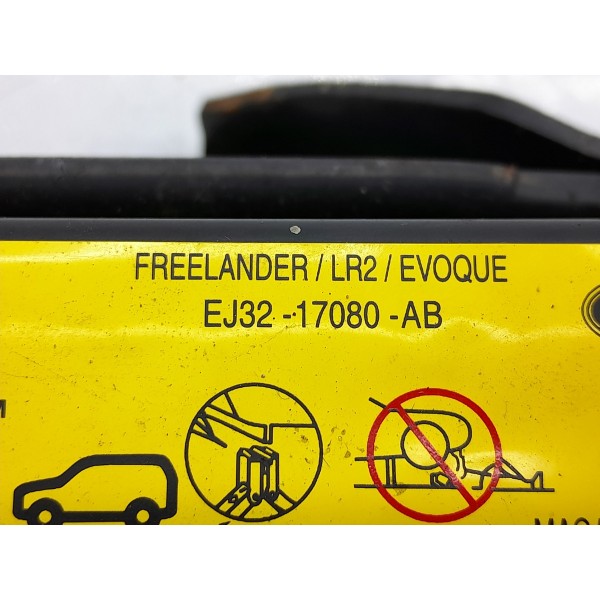 FREELANDER / LR2 / EVOQUE
EJ32 -17080 -AB